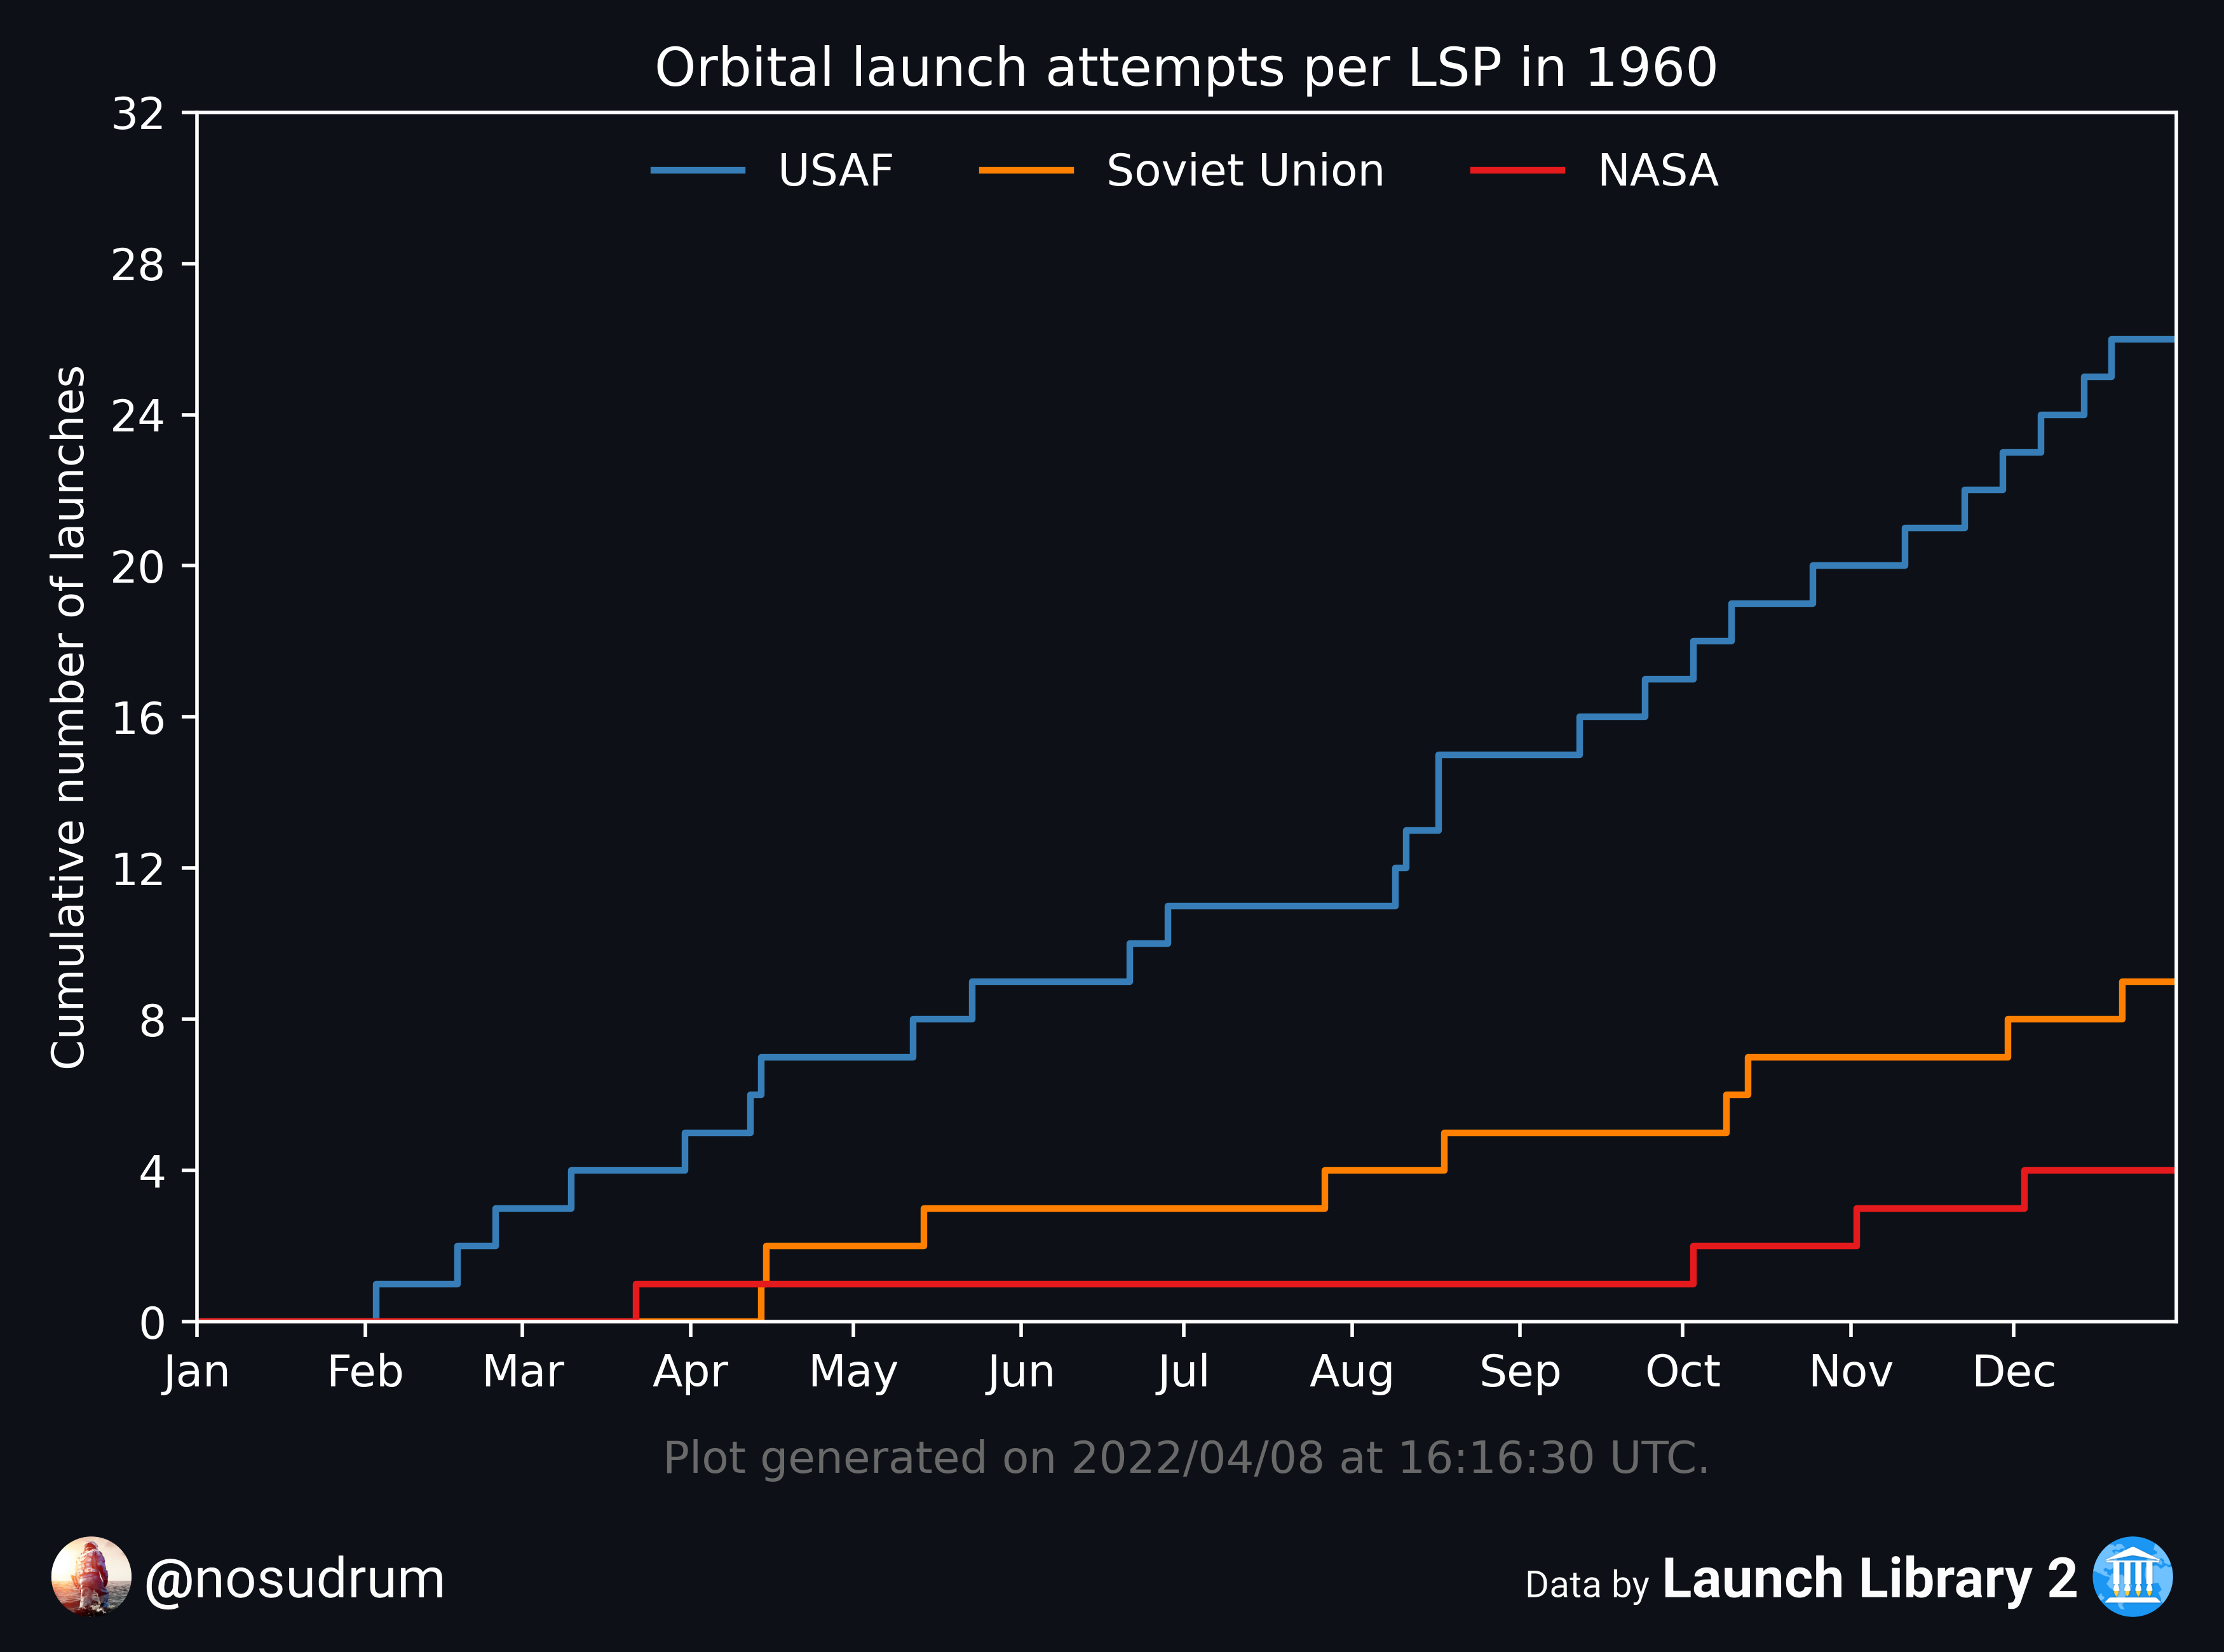 Orbital launch attempts per LSP in 1960
USAF Soviet Union NASA
Cumulative number of launches
32
28
24
20
16
12
8
4
0
Jan Feb Mar Apr May Jun Jul Aug Sep Oct Nov Dec
Plot generated on 2022/04/08 at 16:16:30 UTC.
@nosudrum
Data by Launch Library 2